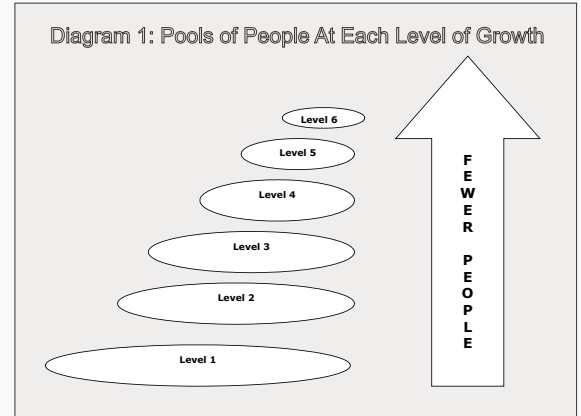 Diagram 1: Pools of People At Each Level of Growth
Level 6
Level 5
Level 4
Level 3
Level 2
Level 1
F
E
W
E
R
P
E
O
P
L
E